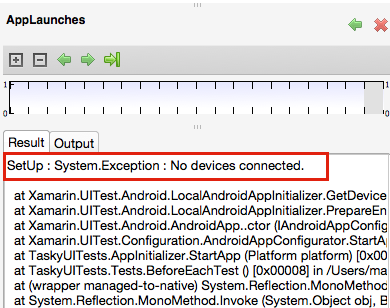 AppLaunches
1
1
0
0
Result
Output
SetUp : System.Exception : No devices connected.
at Xamarin.UITest.Android.LocalAndroidAppInitializer.GetDevice
at Xamarin.UITest.Android.LocalAndroidAppInitializer.PrepareEn
at Xamarin.UITest.Android.AndroidApp..ctor (IAndroidAppConfig
at Xamarin.UITest.Configuration.AndroidAppConfigurator.StartAp
at TaskyUITests.AppInitializer.StartApp (Platform platform) [0x00
at TaskyUITests.Tests.BeforeEachTest () [0x00008] in /Users/ma
at (wrapper managed-to-native) System.Reflection.MonoMethod
at System.Reflection.MonoMethod.Invoke (System.Object obj, B